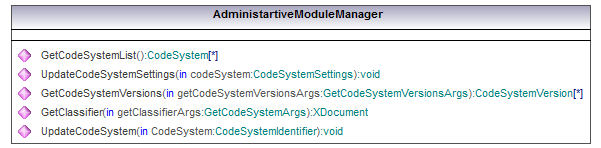 AdministartiveModuleManager
GetCodeSystemList():CodeSystem[*]
UpdateCodeSystemSettings(in codeSystem:CodeSystemSettings):void
GetCodeSystemVersions(in getCodeSystemVersionsArgs:GetCodeSystemVersionsArgs):CodeSystemVersion[*]
GetClassifier(in getClassifierArgs:GetCodeSystemArgs):XDocument
UpdateCodeSystem(in CodeSystem:CodeSystemIdentifier):void